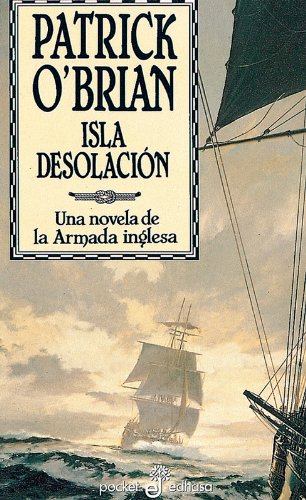 PATRICK
O'BRIAN
ISLA
DESOLACIÓN
Una novela de
la Armada inglesa
pocket edhasa